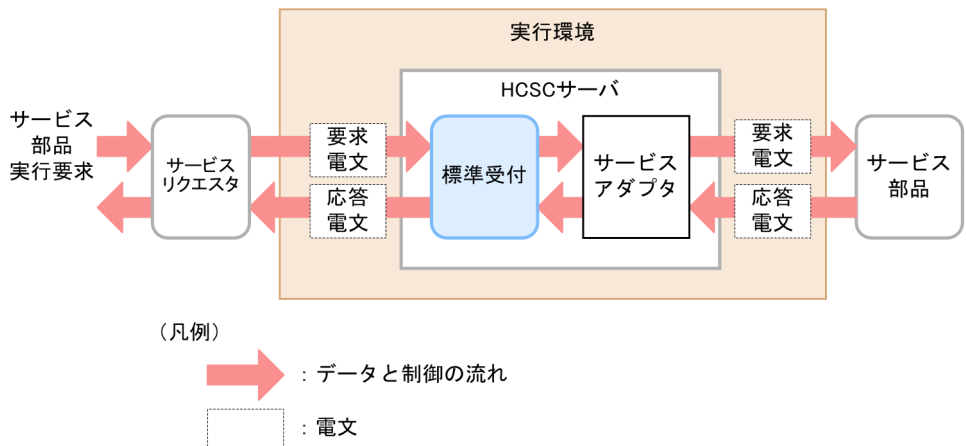 実行環境
HCSCサーバ
サービス
部品
実行要求
サービス
リクエスタ
要求
電文
応答
電文
標準受付
サービス
アダプタ
要求
電文
応答
電文
サービス
部品
（凡例）
：データと制御の流れ
：電文